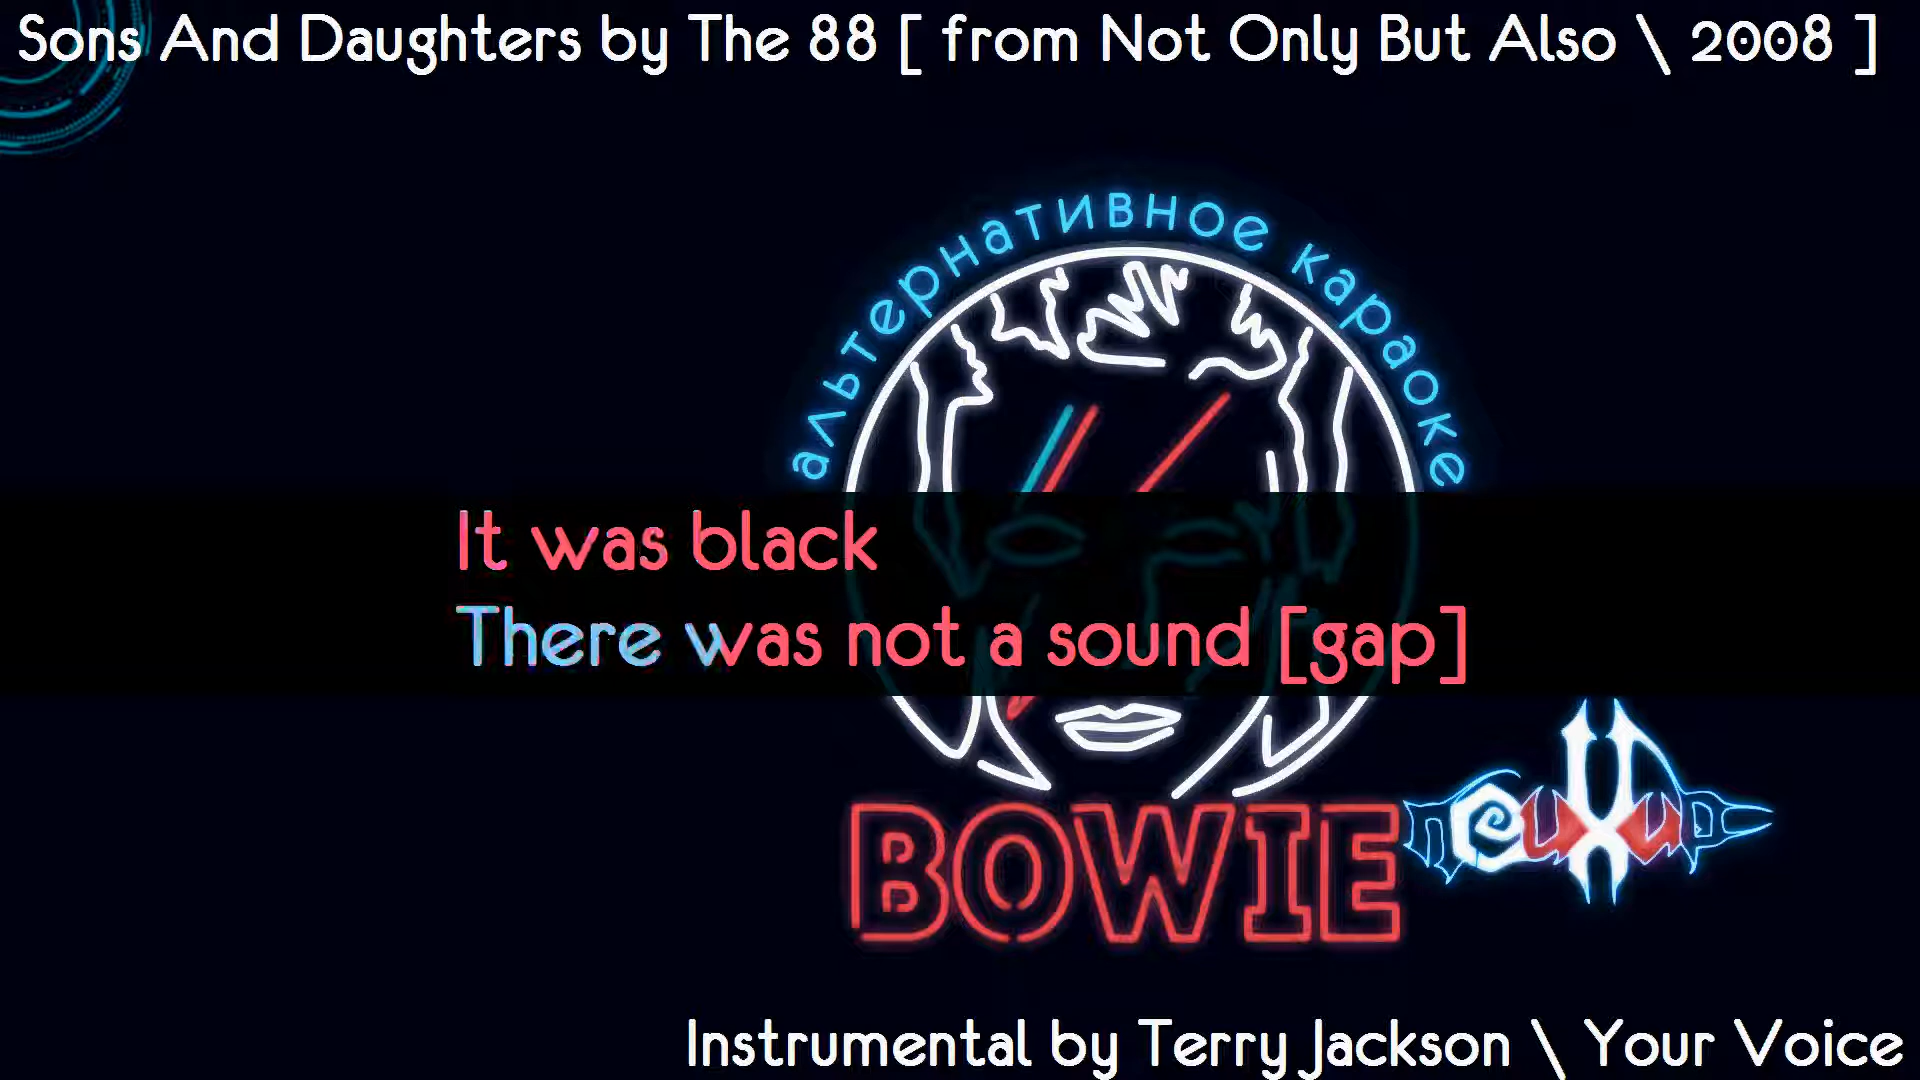 Sons And Daughters by The 88 [ from Not Only But Also \ 2008 ]
альтернативное караоке
It was black
There was not a sound [gap]
BOWIE
Instrumental by Terry Jackson \ Your Voice